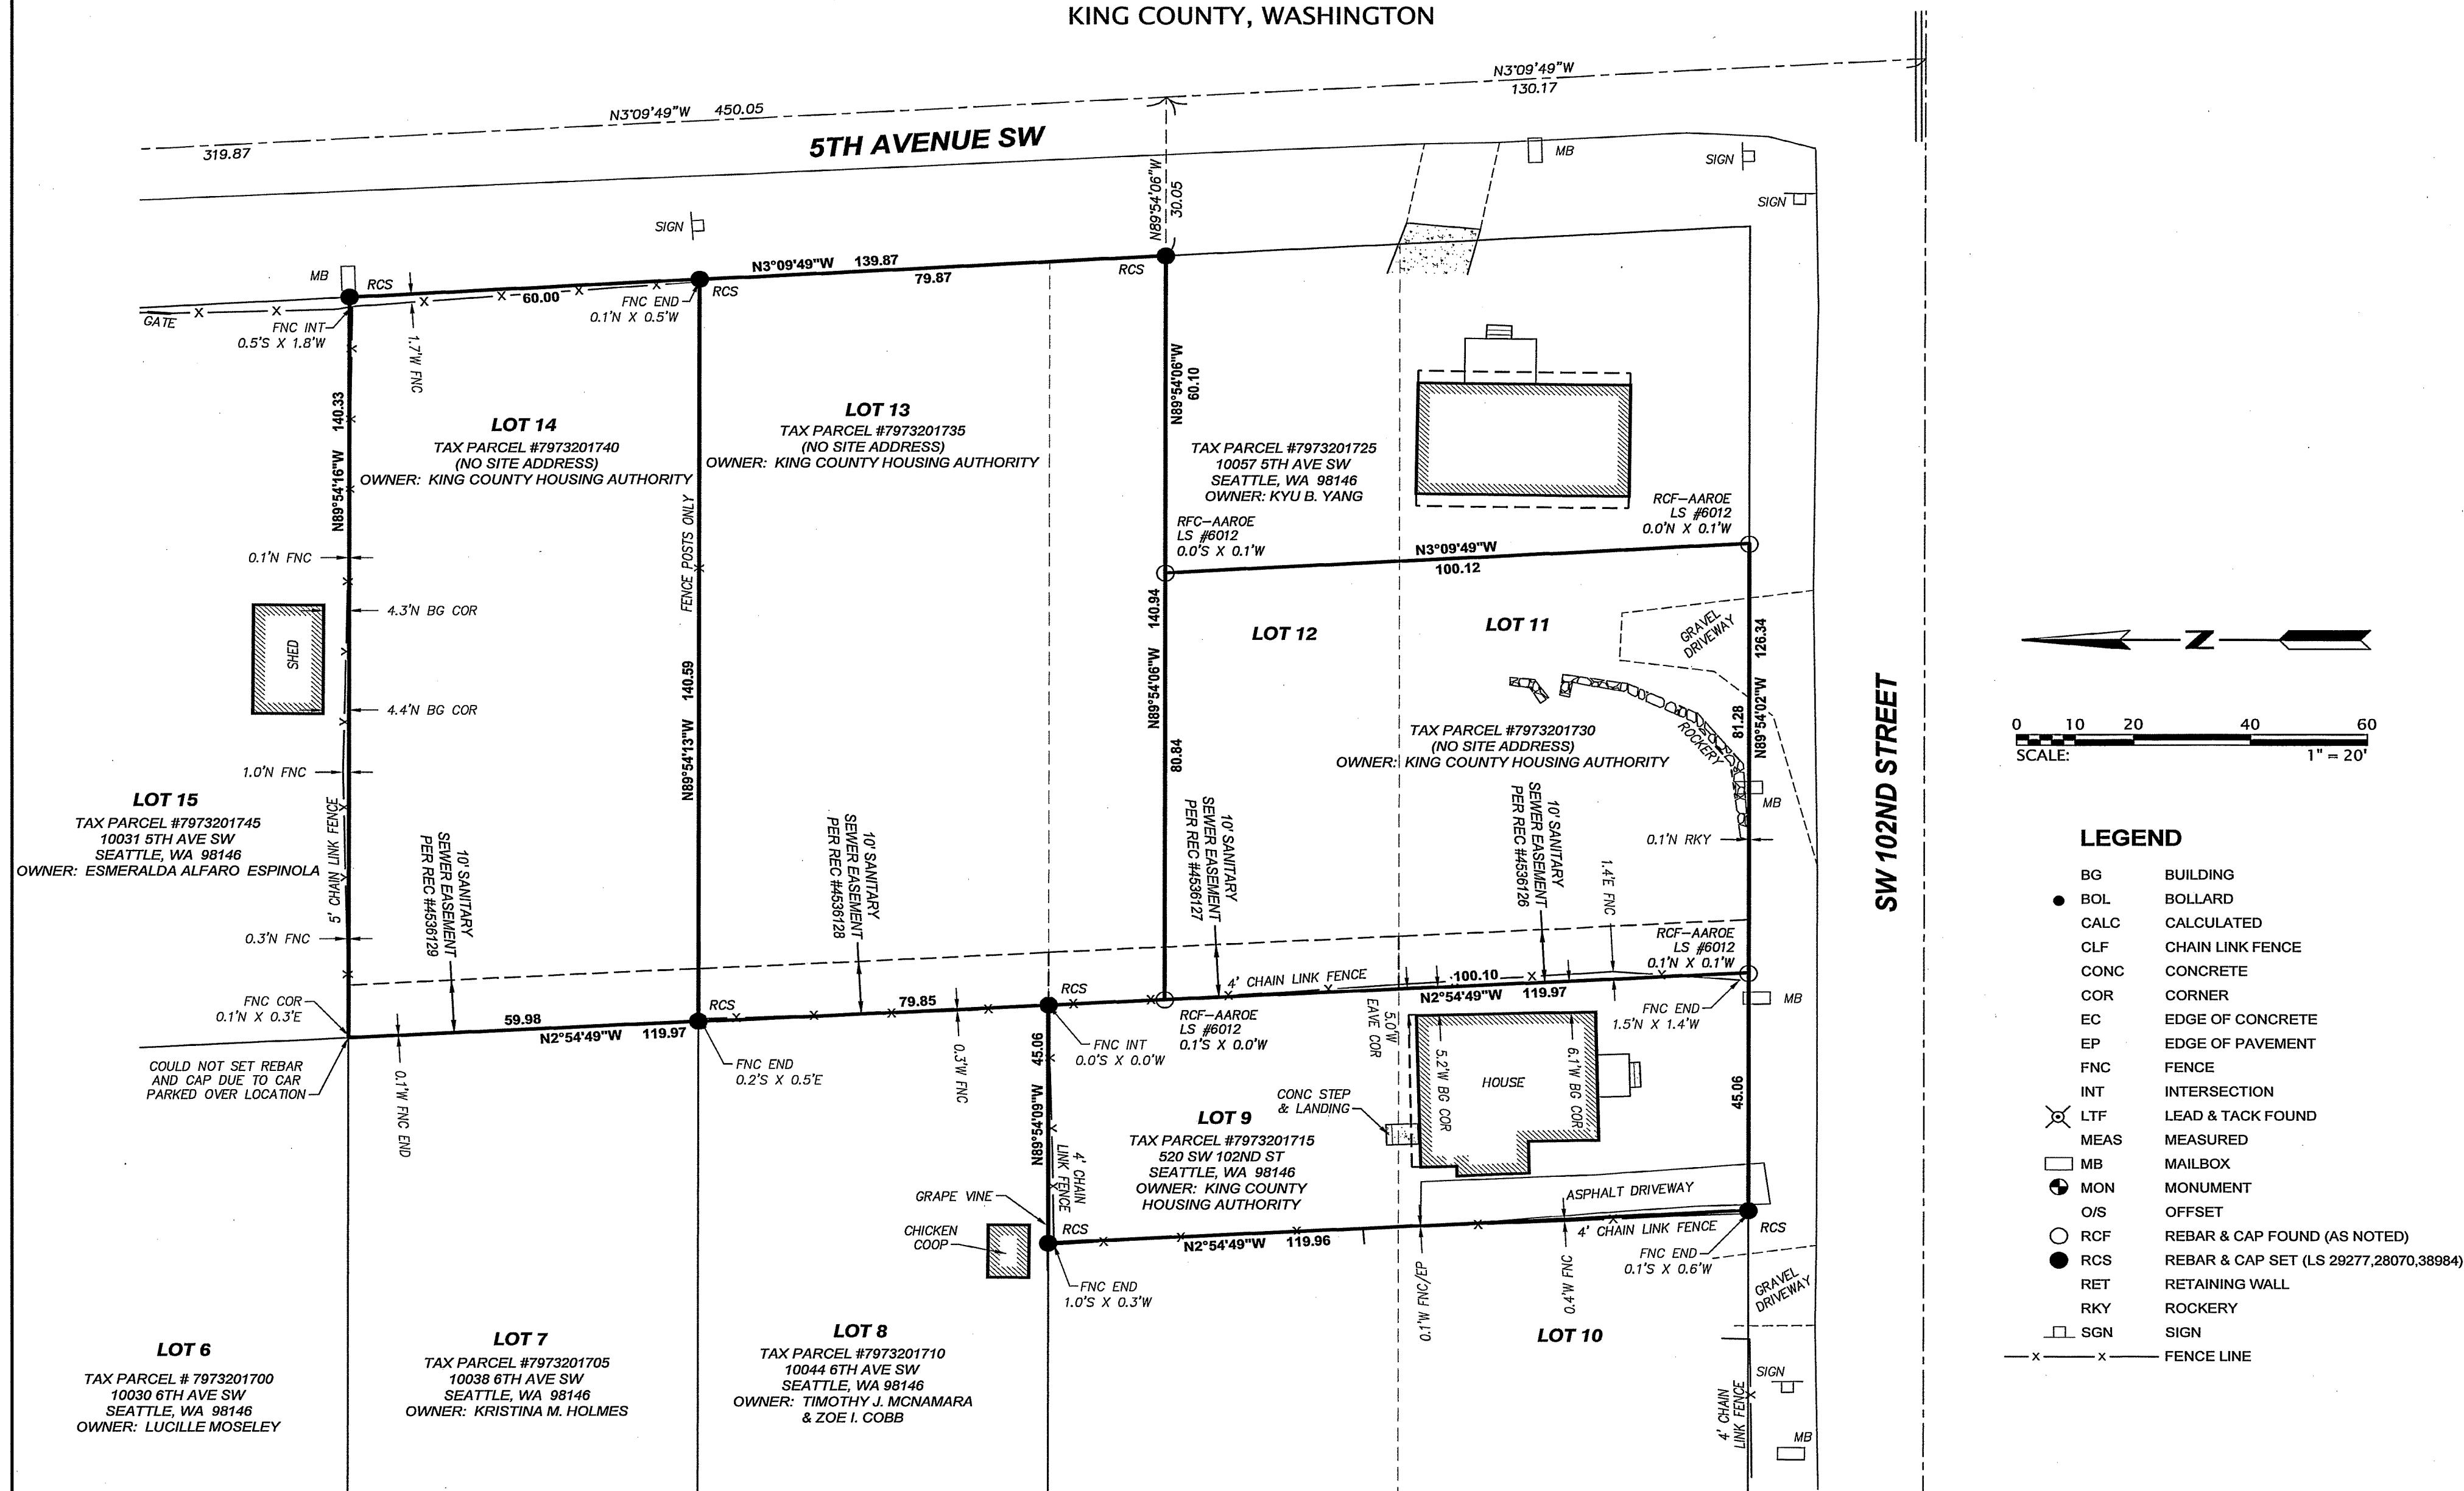 KING COUNTY, WASHINGTON
N3°09'49"W
130.17
N3°09'49"W 450.05
319.87
5TH AVENUE SW
N89°54'06"W
30.05
MB
SIGN
SIGN
SIGN
MB
RCS
N3°09'49"W 139.87
79.87
RCS
60.00
FNC END
0.1'N X 0.5'W
RCS
GATE
FNC INT
0.5'S X 1.8'W
1.7'W FNC
N89°54'16"W 140.33
LOT 14
TAX PARCEL #7973201740
(NO SITE ADDRESS)
OWNER: KING COUNTY HOUSING AUTHORITY
LOT 13
TAX PARCEL #7973201735
(NO SITE ADDRESS)
OWNER: KING COUNTY HOUSING AUTHORITY
N89°54'06"W
60.10
TAX PARCEL #7973201725
10057 5TH AVE SW
SEATTLE, WA 98146
OWNER: KYU B. YANG
RCF-AAROE
LS #6012
0.0'N X 0.1'W
RFC-AAROE
LS #6012
0.0'S X 0.1'W
N3°09'49"W
100.12
FENCE POSTS ONLY
0.1'N FNC
4.3'N BG COR
SHED
4.4'N BG COR
1.0'N FNC
N89°54'13"W 140.59
N89°54'06"W 140.94
80.84
LOT 12
LOT 11
GRAVEL
DRIVEWAY
126.34
N89°54'02"W
81.28
ROCKERY
TAX PARCEL #7973201730
(NO SITE ADDRESS)
OWNER: KING COUNTY HOUSING AUTHORITY
MB
0.1'N RKY
SW 102ND STREET
LOT 15
TAX PARCEL #7973201745
10031 5TH AVE SW
SEATTLE, WA 98146
OWNER: ESMERALDA ALFARO ESPINOLA
5' CHAIN LINK FENCE
0.3'N FNC
10' SANITARY
SEWER EASEMENT
PER REC #4536129
10' SANITARY
SEWER EASEMENT
PER REC #4536128
10' SANITARY
SEWER EASEMENT
PER REC #4536127
10' SANITARY
SEWER EASEMENT
PER REC #4536126
1.4'E FNC
RCF-AAROE
LS #6012
0.1'N X 0.1'W
FNC COR
0.1'N X 0.3'E
COULD NOT SET REBAR
AND CAP DUE TO CAR
PARKED OVER LOCATION
59.98
N2°54'49"W 119.97
0.1'W FNC END
RCS
FNC END
0.2'S X 0.5'E
79.85
0.3'W FNC
RCS
FNC INT
0.0'S X 0.0'W
RCF-AAROE
LS #6012
0.1'S X 0.0'W
4' CHAIN LINK FENCE
100.10
N2°54'49"W 119.97
FNC END
1.5'N X 1.4'W
MB
5.0'W
EAVE COR
5.2'W BG COR
HOUSE
6.1'W BG COR
CONC STEP
& LANDING
N89°54'09"W 45.06
4' CHAIN
LINK FENCE
LOT 9
TAX PARCEL #7973201715
520 SW 102ND ST
SEATTLE, WA 98146
OWNER: KING COUNTY
HOUSING AUTHORITY
45.06
ASPHALT DRIVEWAY
GRAPE VINE
CHICKEN
COOP
RCS
N2°54'49"W 119.96
4' CHAIN LINK FENCE
RCS
FNC END
0.1'S X 0.6'W
FNC END
1.0'S X 0.3'W
0.1'W FNC/EP
0.4'W FNC
GRAVEL
DRIVEWAY
LOT 6
TAX PARCEL # 7973201700
10030 6TH AVE SW
SEATTLE, WA 98146
OWNER: LUCILLE MOSELEY
LOT 7
TAX PARCEL #7973201705
10038 6TH AVE SW
SEATTLE, WA 98146
OWNER: KRISTINA M. HOLMES
LOT 8
TAX PARCEL #7973201710
10044 6TH AVE SW
SEATTLE, WA 98146
OWNER: TIMOTHY J. MCNAMARA
& ZOE I. COBB
LOT 10
SIGN
4' CHAIN
LINK FENCE
MB
N
0 10 20 40 60
SCALE: 1" = 20'
LEGEND
BG BUILDING
BOL BOLLARD
CALC CALCULATED
CLF CHAIN LINK FENCE
CONC CONCRETE
COR CORNER
EC EDGE OF CONCRETE
EP EDGE OF PAVEMENT
FNC FENCE
INT INTERSECTION
LTF LEAD & TACK FOUND
MEAS MEASURED
MB MAILBOX
MON MONUMENT
O/S OFFSET
RCF REBAR & CAP FOUND (AS NOTED)
RCS REBAR & CAP SET (LS 29277,28070,38984)
RET RETAINING WALL
RKY ROCKERY
SGN SIGN
FENCE LINE